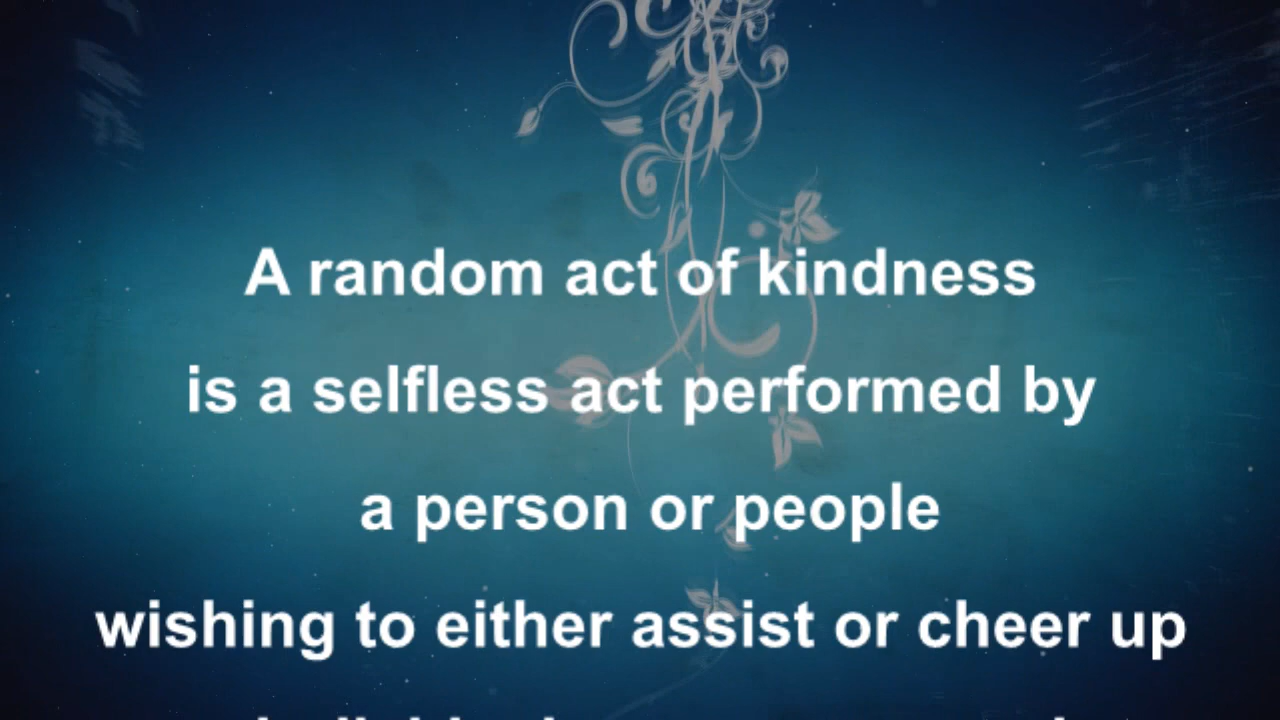 A random act of kindness
is a selfless act performed by
a person or people
wishing to either assist or cheer up